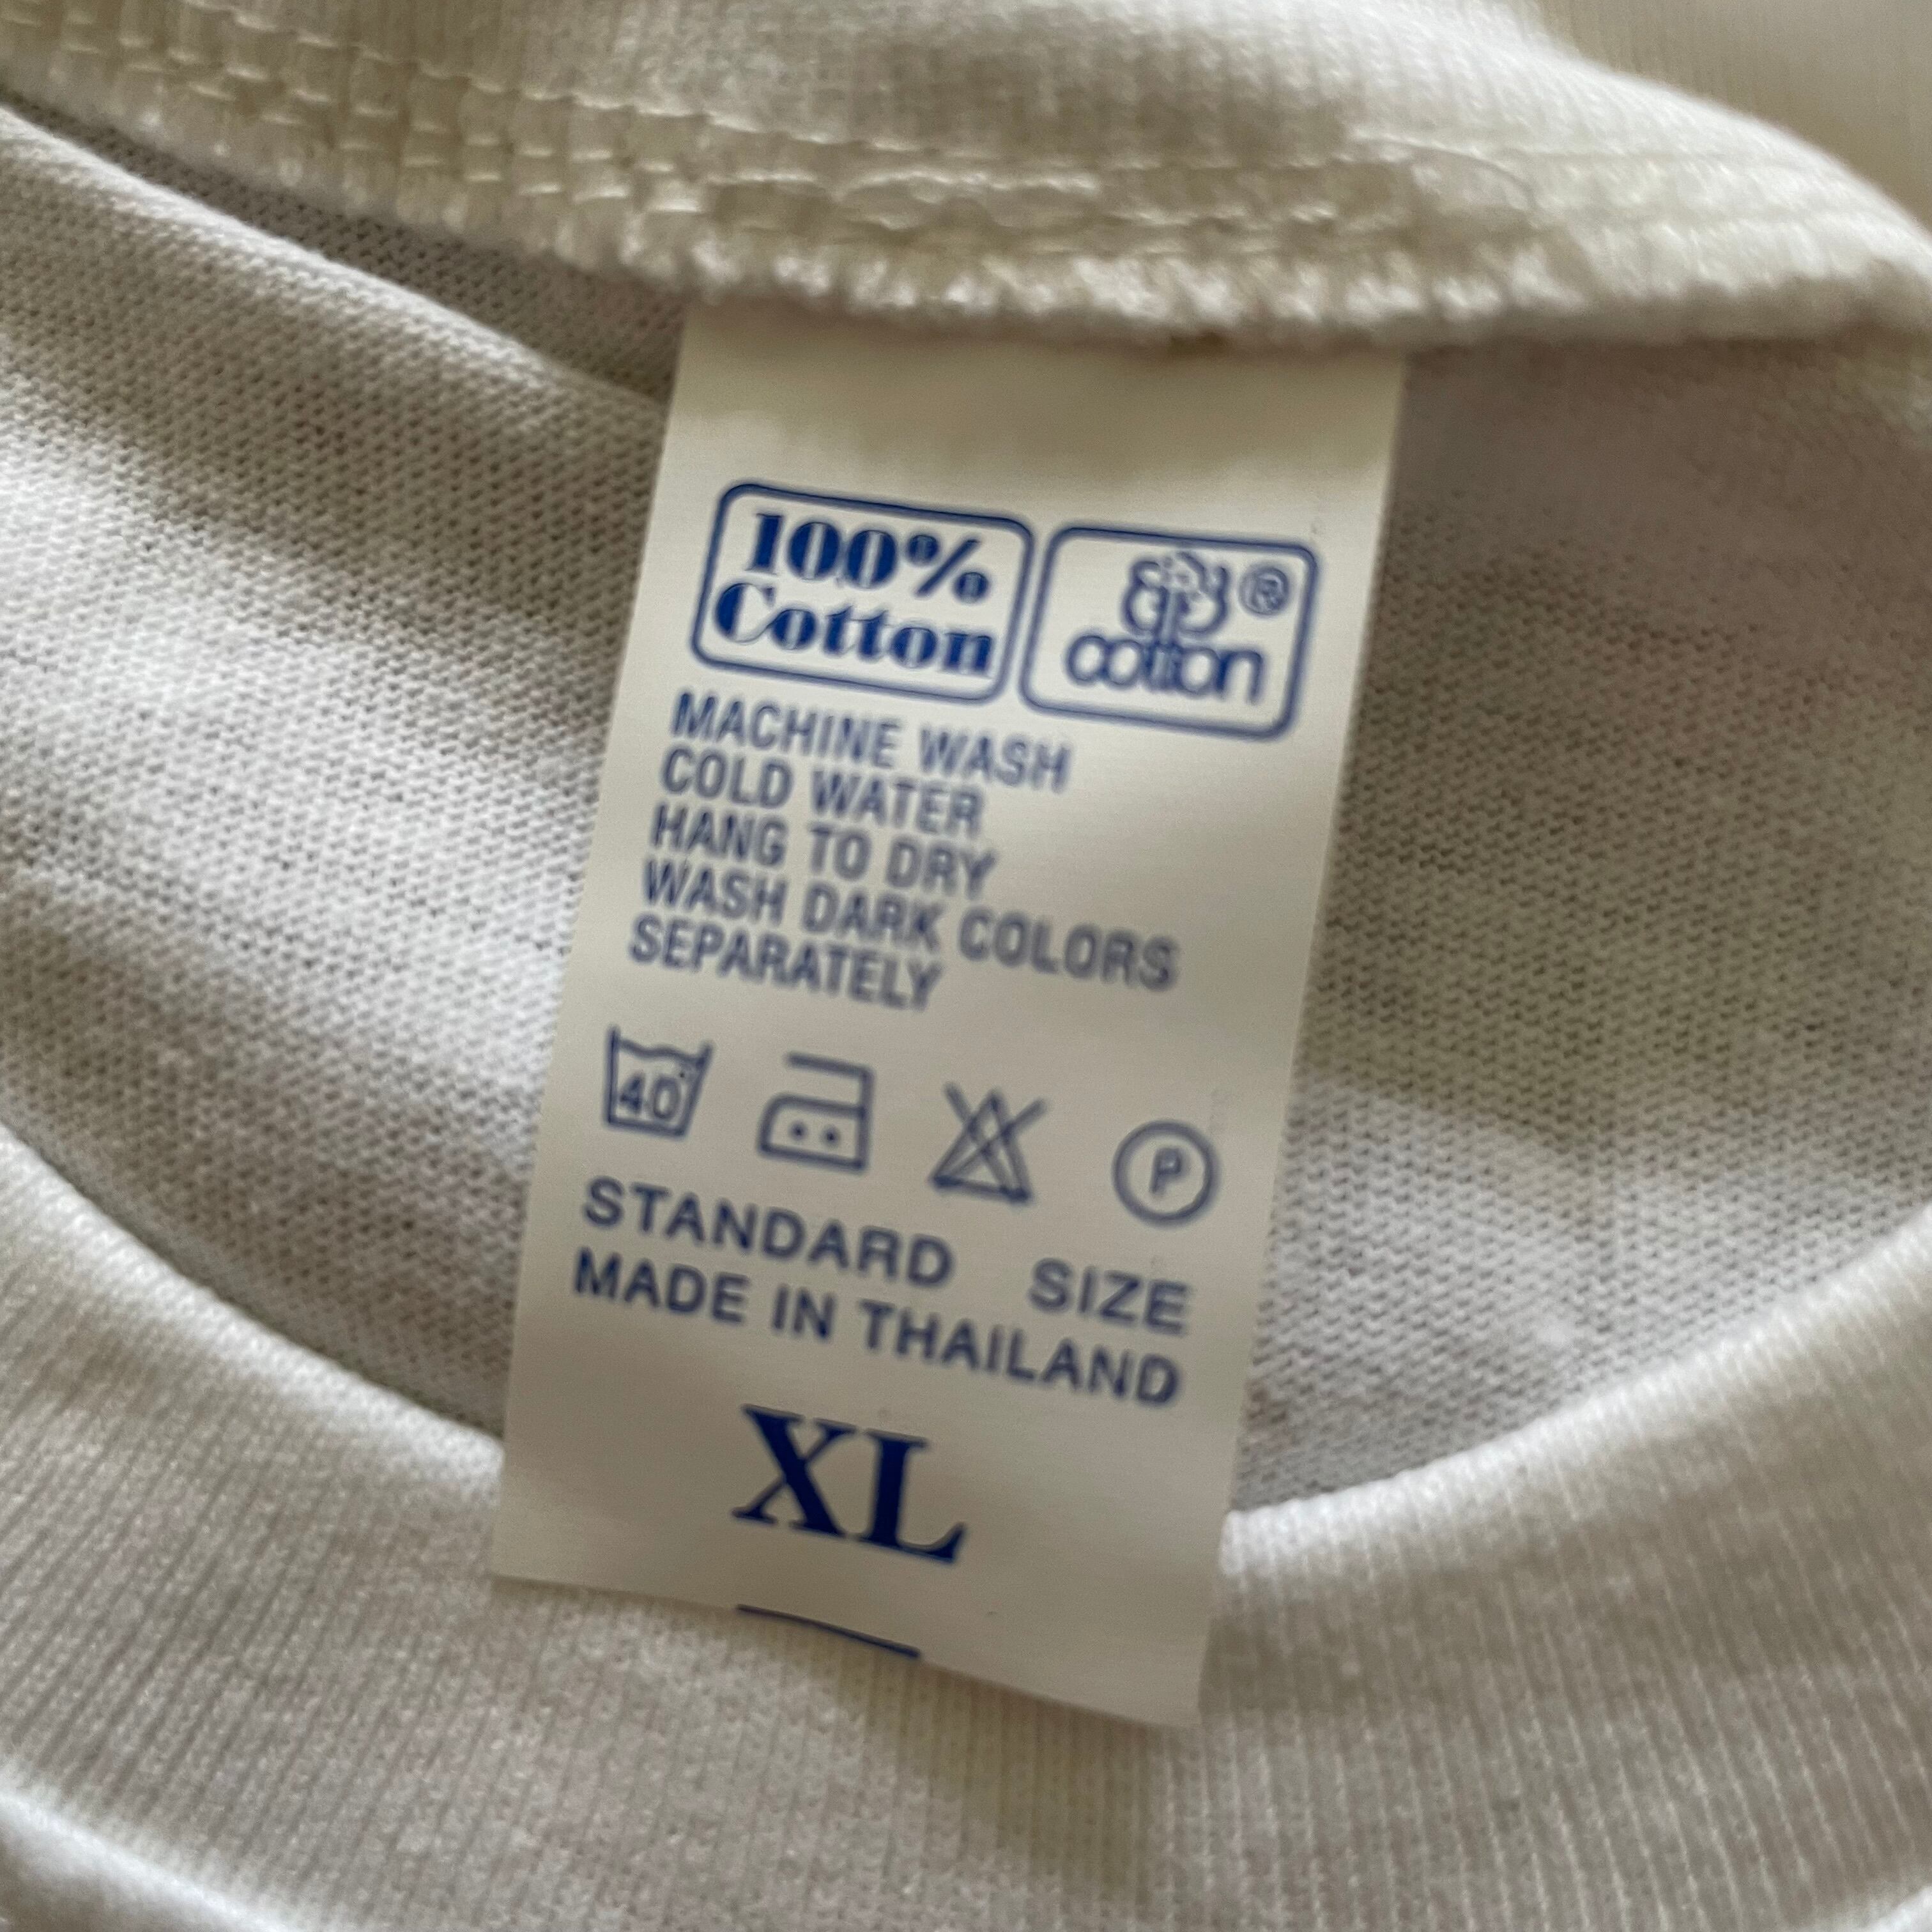 100%
Cotton
®
cotton
MACHINE WASH
COLD WATER
HANG TO DRY
WASH DARK COLORS
SEPARATELY
40°
P
STANDARD SIZE
MADE IN THAILAND
XL